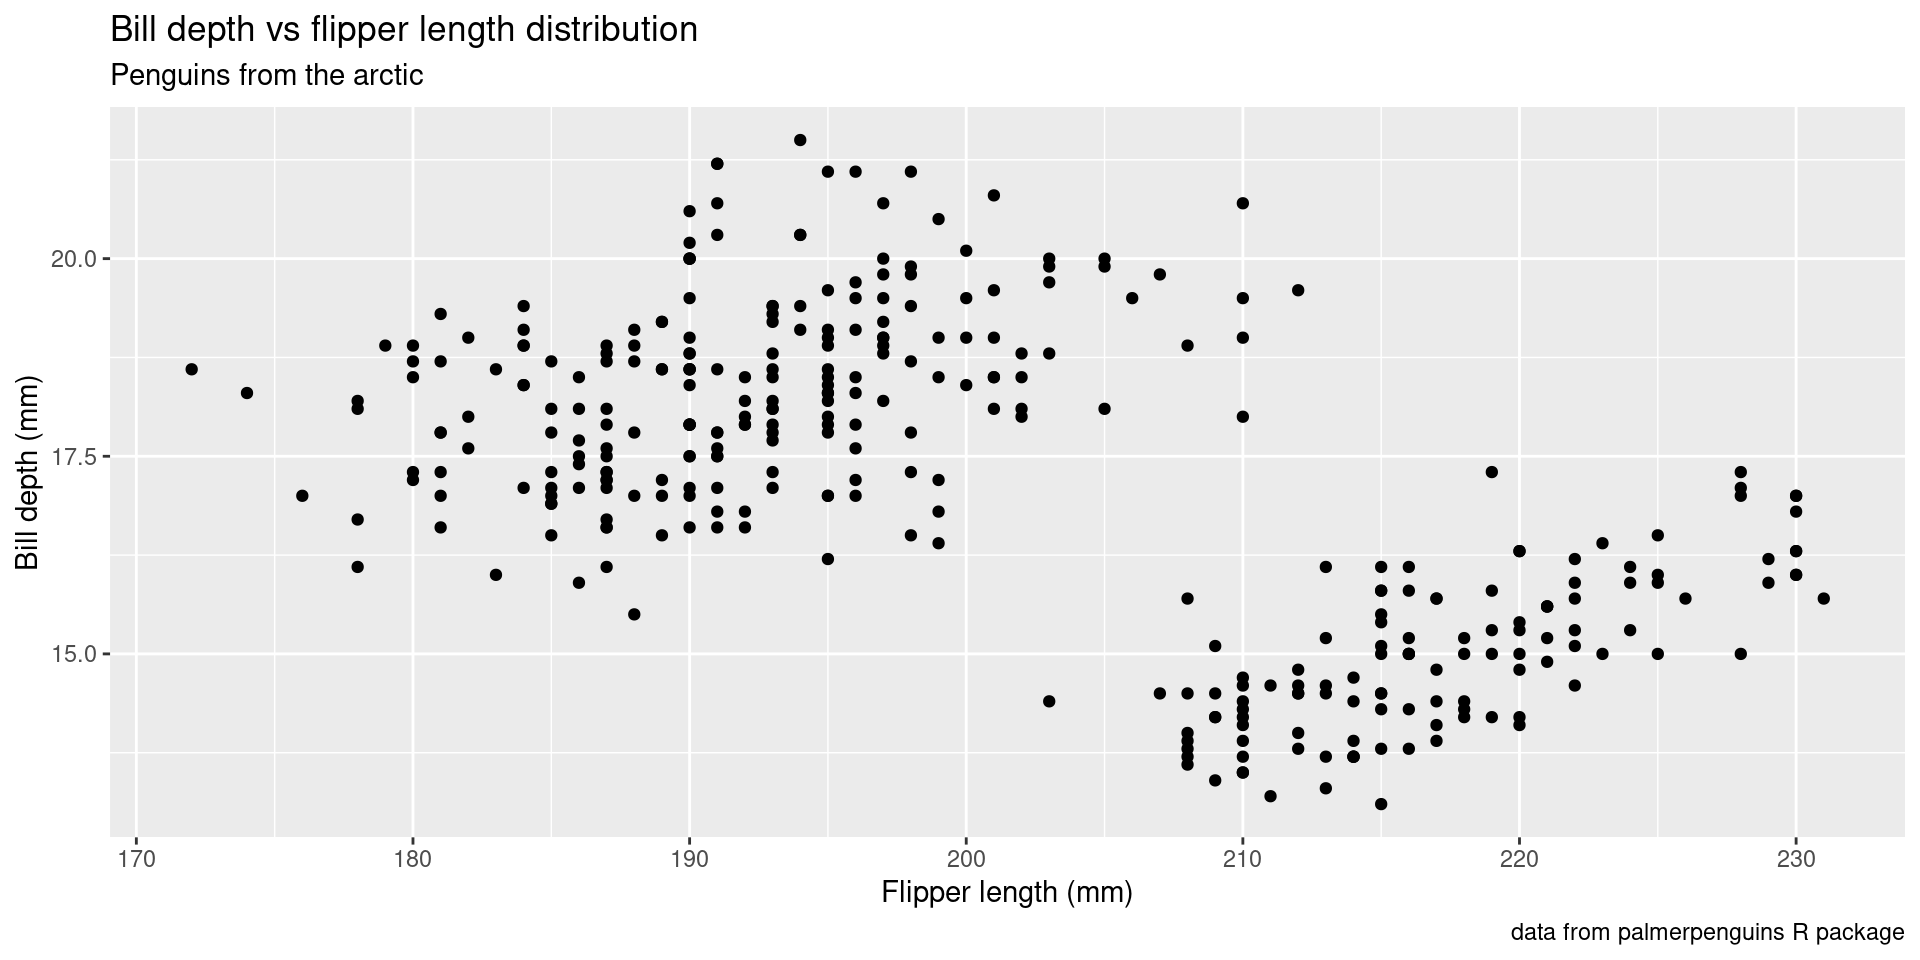 Bill depth vs flipper length distribution
Penguins from the arctic
Bill depth (mm)
20.0
17.5
15.0
170 180 190 200 210 220 230
Flipper length (mm)
data from palmerpenguins R package